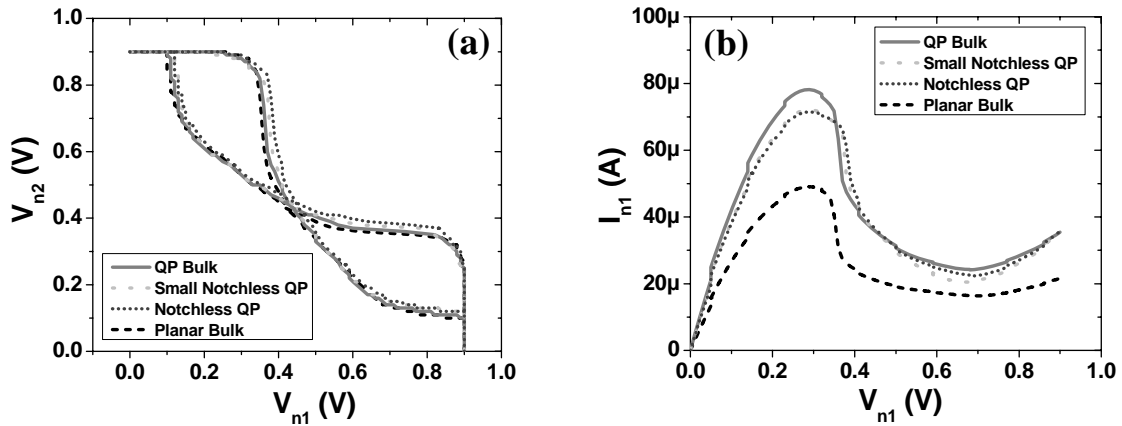 (a)
V_n2 (V)
1.0
0.8
0.6
0.4
0.2
0.0
QP Bulk
Small Notchless QP
Notchless QP
Planar Bulk
0.0 0.2 0.4 0.6 0.8 1.0
V_n1 (V)
(b)
I_n1 (A)
100µ
80µ
60µ
40µ
20µ
0
QP Bulk
Small Notchless QP
Notchless QP
Planar Bulk
0.0 0.2 0.4 0.6 0.8 1.0
V_n1 (V)